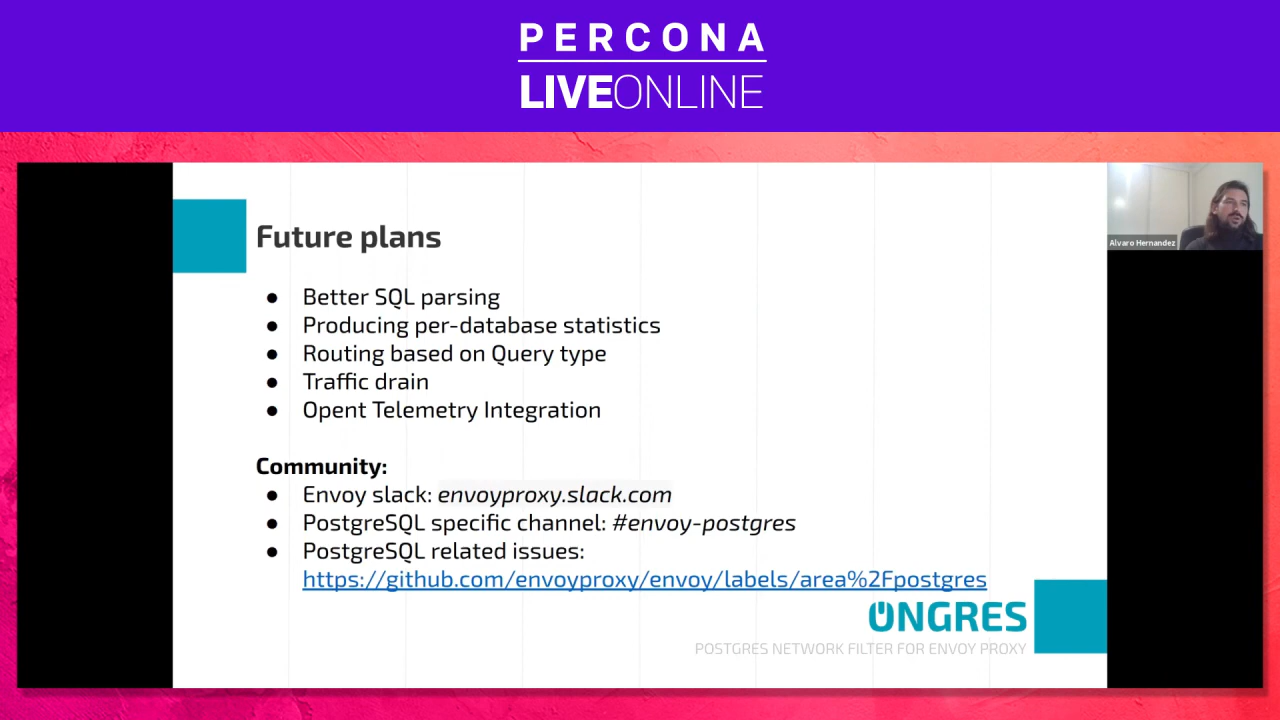 PERCONA
LIVEONLINE
Future plans
● Better SQL parsing
● Producing per-database statistics
● Routing based on Query type
● Traffic drain
● Opent Telemetry Integration
Community:
● Envoy slack: envoyproxy.slack.com
● PostgreSQL specific channel: #envoy-postgres
● PostgreSQL related issues:
https://github.com/envoyproxy/envoy/labels/area%2Fpostgres
ONGRES
POSTGRES NETWORK FILTER FOR ENVOY PROXY
Alvaro Hernandez